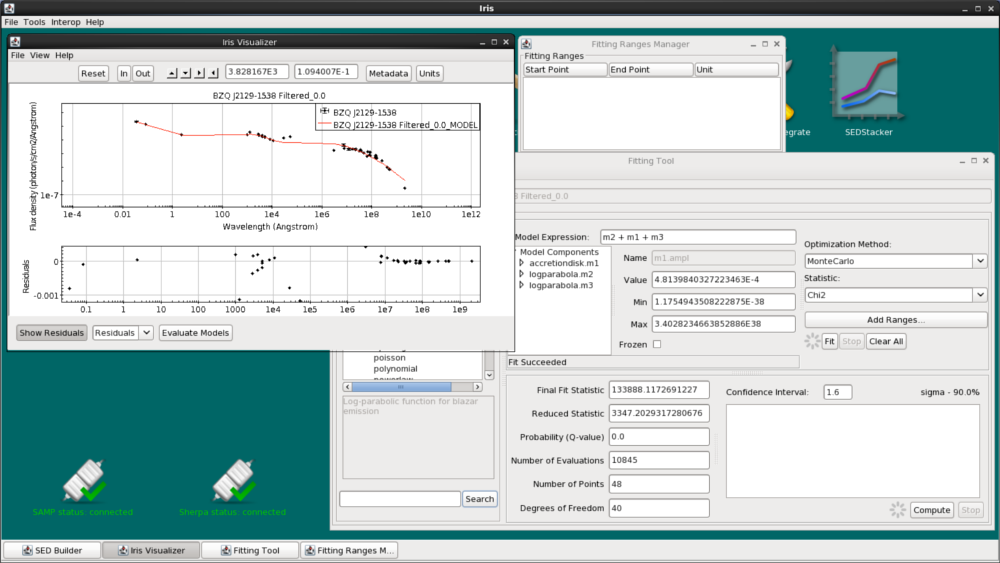 Iris
File Tools Interop Help
Iris Visualizer
File View Help
Reset In Out 3.828167E3 1.094007E-1 Metadata Units
BZQ J2129-1538 Filtered_0.0
BZQ J2129-1538
BZQ J2129-1538 Filtered_0.0_MODEL
Flux density (photon/s/cm2/Angstrom)
1e-7
1e-4 0.01 1 100 1e4 1e6 1e8 1e10 1e12
Wavelength (Angstrom)
Residuals
0
-0.001
0.1 1 10 100 1000 1e4 1e5 1e6 1e7 1e8 1e9
Show Residuals Residuals Evaluate Models
Fitting Ranges Manager
Fitting Ranges
Start Point End Point Unit
egrate
SEDStacker
Fitting Tool
8 Filtered_0.0
Model Expression: m2 + m1 + m3
Model Components
accretiondisk.m1
logparabola.m2
logparabola.m3
Name m1.ampl
Value 4.8139840327223463E-4
Min 1.1754943508222875E-38
Max 3.4028234663852886E38
Frozen
Optimization Method:
MonteCarlo
Statistic:
Chi2
Add Ranges...
Fit Stop Clear All
Fit Succeeded
poisson
polynomial
powerlaw
Log-parabolic function for blazar
emission
Search
Final Fit Statistic 133888.1172691227
Reduced Statistic 3347.2029317280676
Probability (Q-value) 0.0
Number of Evaluations 10845
Number of Points 48
Degrees of Freedom 40
Confidence Interval: 1.6 sigma - 90.0%
Compute Stop
SAMP status: connected
Sherpa status: connected
SED Builder Iris Visualizer Fitting Tool Fitting Ranges M...